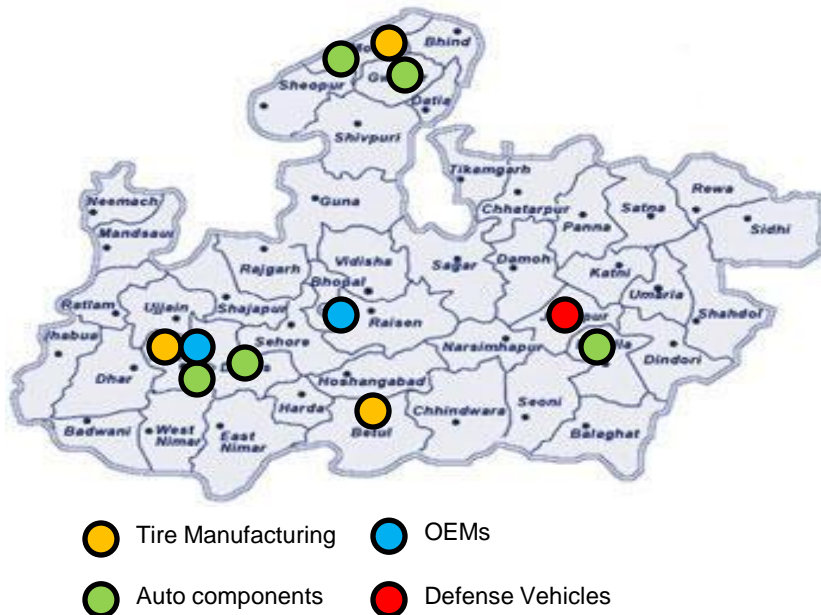 Bhind
Sheopur
Datia
Shivpuri
Tikamgarh
Rewa
Neemach
Guna
Chhatarpur
Satna
Panna
Sidhi
Mandsaur
Vidisha
Rajgarh
Sagar
Damoh
Katni
Bhopal
Umaria
Ratlam
Ujjein
Shajapur
Raisen
Shahdol
Jhabua
Sehore
Narsimhapur
Dindori
Dhar
Hoshangabad
Harda
Chhindwara
Seoni
Badwani
West
Nimar
East
Nimar
Betul
Balaghat
Tire Manufacturing
OEMs
Auto components
Defense Vehicles